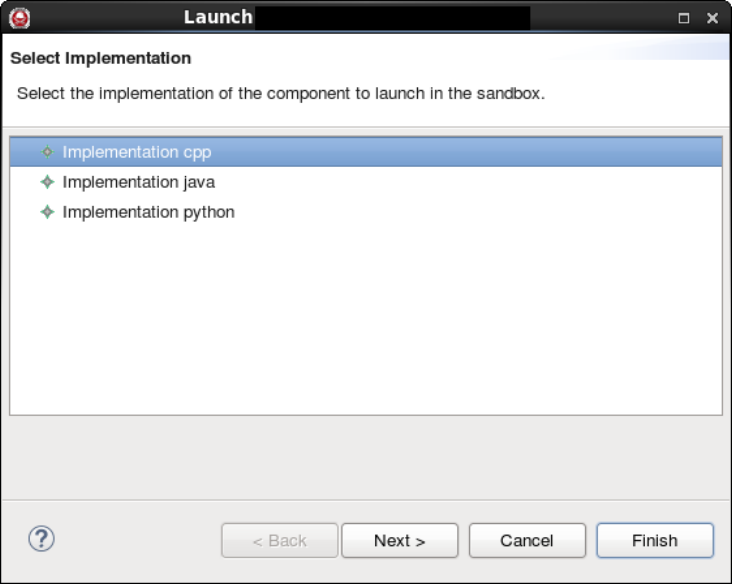 Launch
Select Implementation
Select the implementation of the component to launch in the sandbox.
Implementation cpp
Implementation java
Implementation python
< Back
Next >
Cancel
Finish